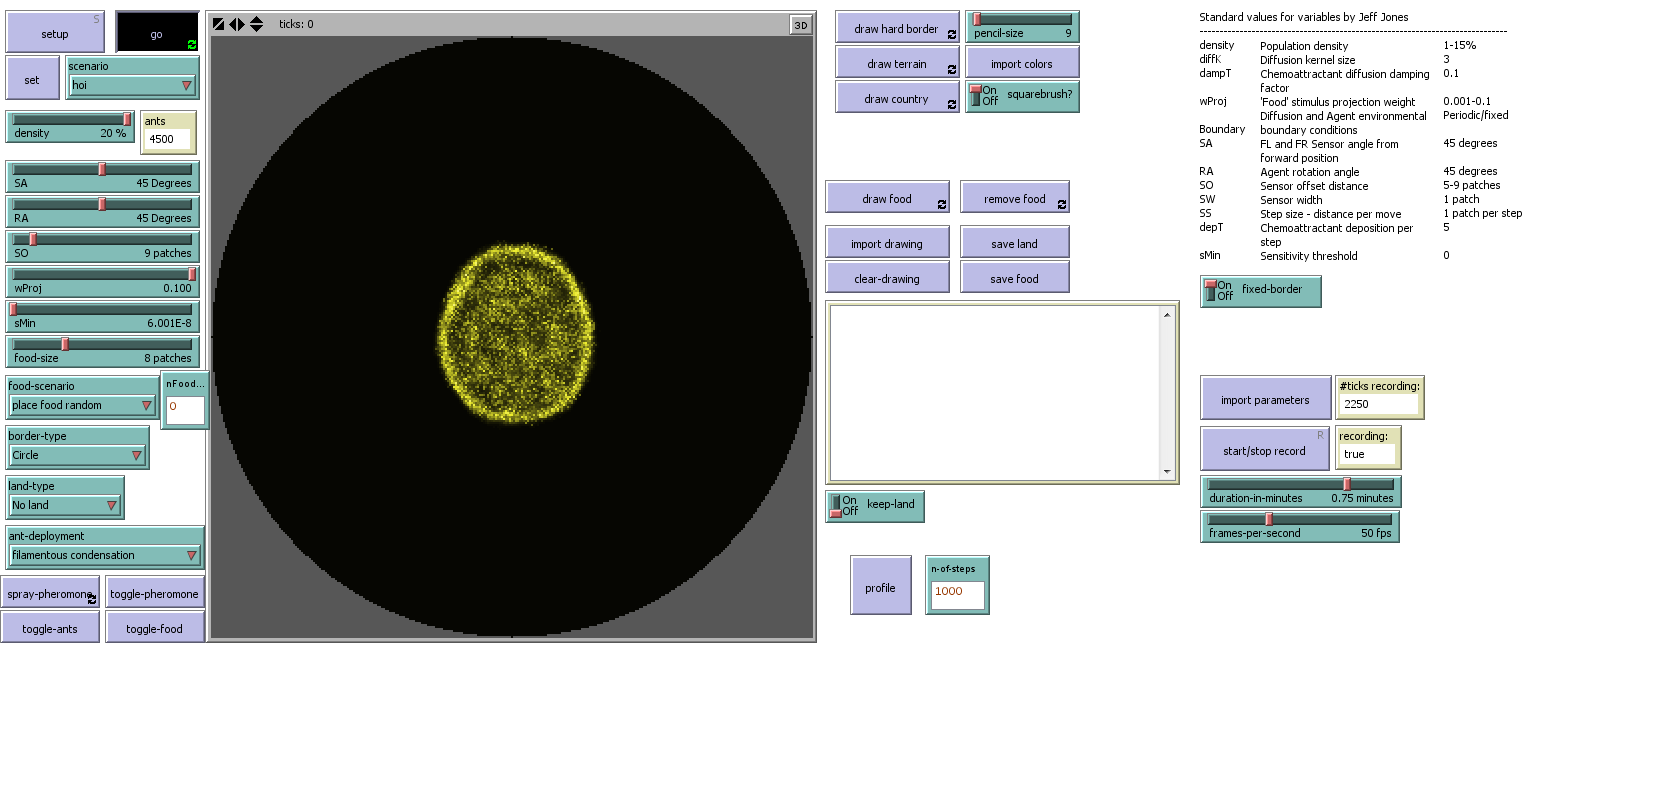 setup
S
go
set
scenario
hoi
density
20 %
ants
4500
SA
45 Degrees
RA
45 Degrees
SO
9 patches
wProj
0.100
sMin
6.001E-8
food-size
8 patches
food-scenario
place food random
nFood...
0
border-type
Circle
land-type
No land
ant-deployment
filamentous condensation
spray-pheromone
toggle-pheromone
toggle-ants
toggle-food
ticks: 0
3D
draw hard border
pencil-size
9
draw terrain
import colors
draw country
On
Off
squarebrush?
draw food
remove food
import drawing
save land
clear-drawing
save food
On
Off
keep-land
profile
n-of-steps
1000
Standard values for variables by Jeff Jones
--------------------------------------------------------------------------------
density Population density 1-15%
diffK Diffusion kernel size 3
dampT Chemoattractant diffusion damping 0.1
factor
wProj 'Food' stimulus projection weight 0.001-0.1
Diffusion and Agent environmental Periodic/fixed
Boundary boundary conditions
SA FL and FR Sensor angle from 45 degrees
forward position
RA Agent rotation angle 45 degrees
SO Sensor offset distance 5-9 patches
SW Sensor width 1 patch
SS Step size - distance per move 1 patch per step
depT Chemoattractant deposition per 5
step
sMin Sensitivity threshold 0
On
Off
fixed-border
import parameters
#ticks recording:
2250
start/stop record
R
recording:
true
duration-in-minutes
0.75 minutes
frames-per-second
50 fps